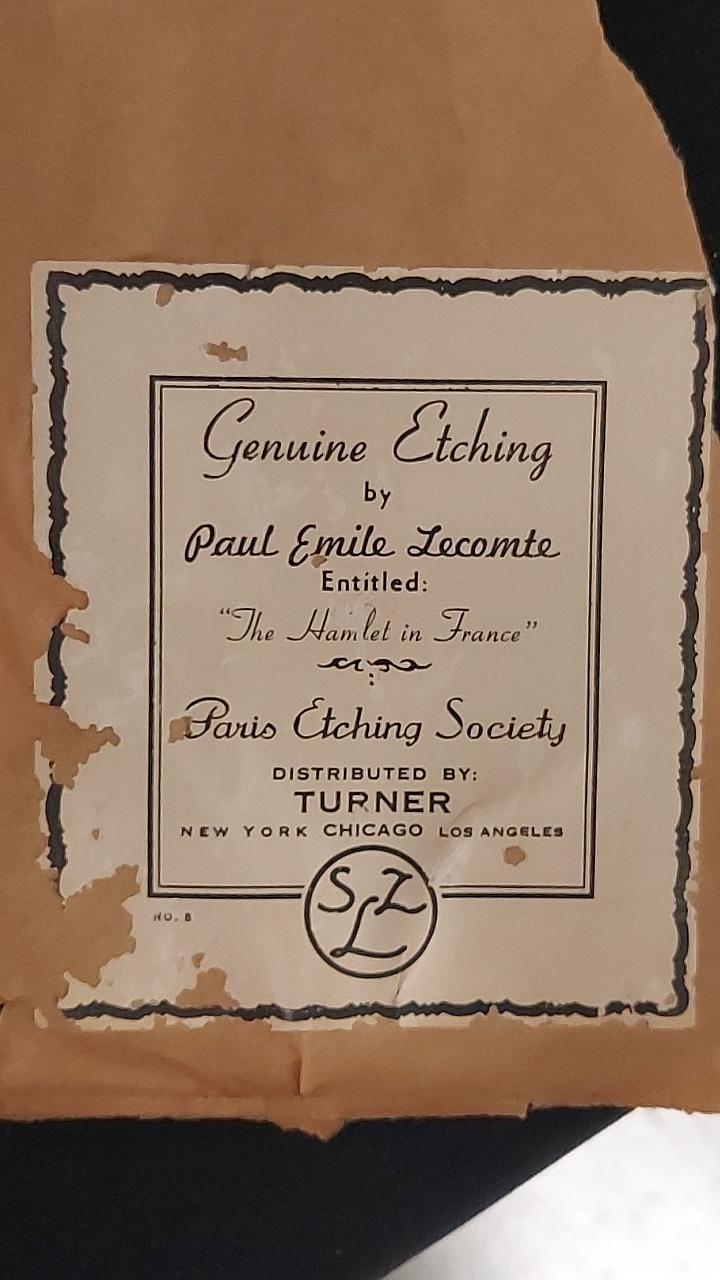 Genuine Etching
by
Paul Emile Lecomte
Entitled:
"The Hamlet in France"
Paris Etching Society
DISTRIBUTED BY:
TURNER
NEW YORK CHICAGO LOS ANGELES
SLZ
NO. 8